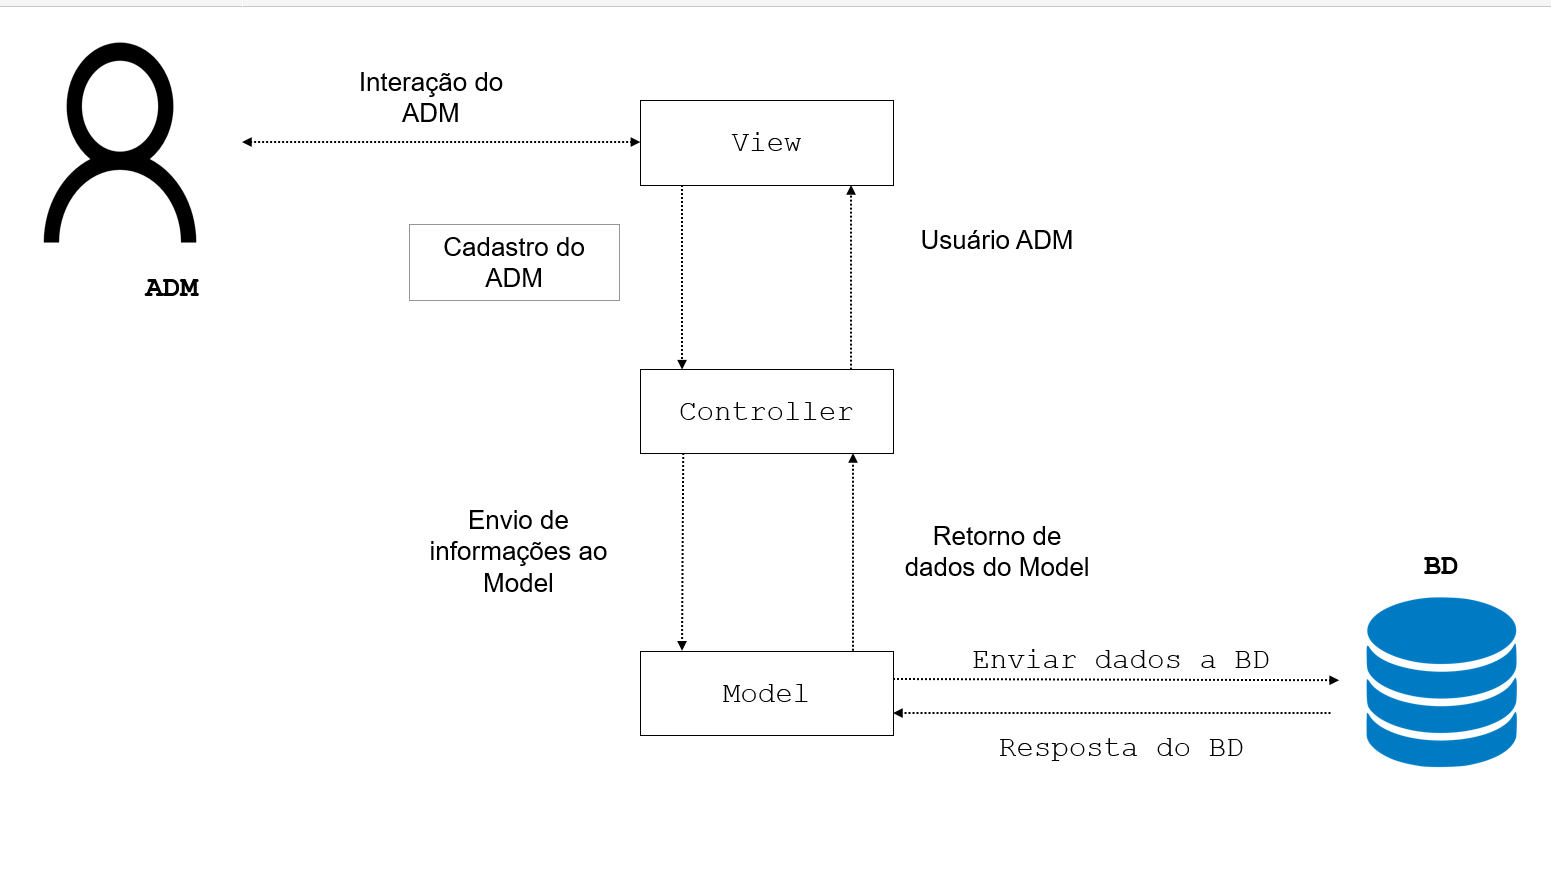 Interação do
ADM
View
Cadastro do
ADM
Usuário ADM
ADM
Controller
Envio de
informações ao
Model
Retorno de
dados do Model
BD
Enviar dados a BD
Model
Resposta do BD